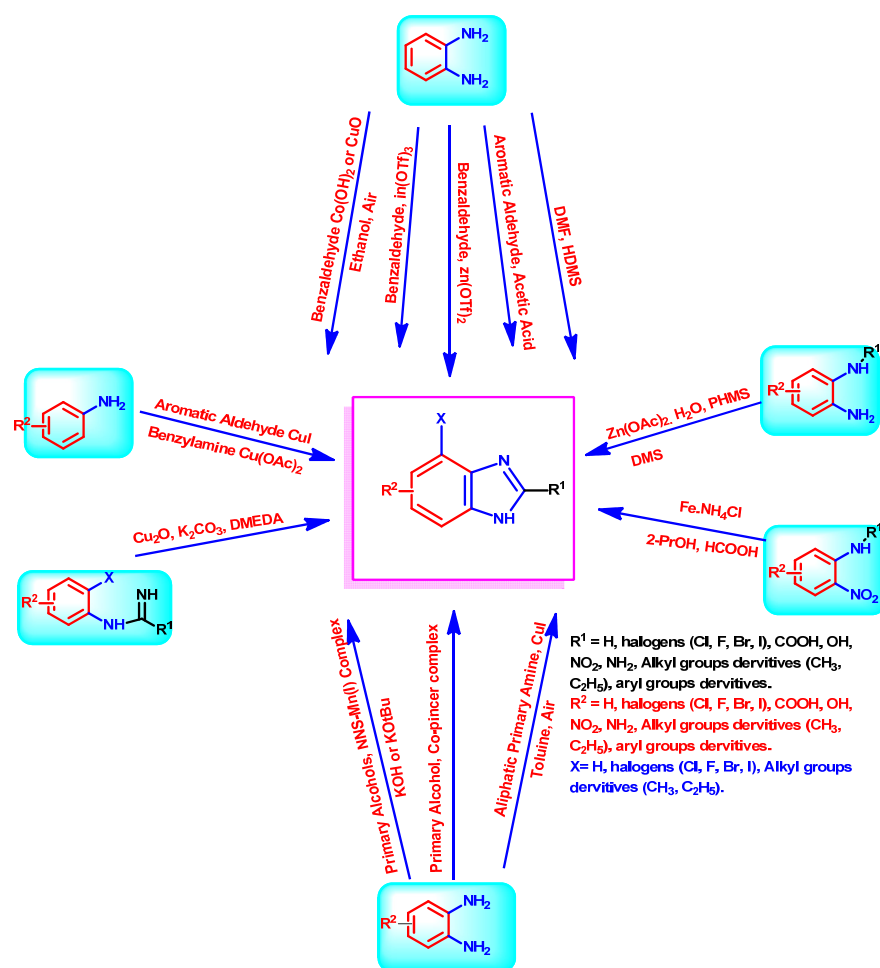 NH₂
NH₂
Benzaldehyde Co(OH)₂ or CuO
Ethanol, Air
Benzaldehyde, in(OTf)₃
Benzaldehyde, zn(OTf)₂
Aromatic Aldehyde, Acetic Acid
DMF, HDMS
R²
NH₂
Aromatic Aldehyde CuI
Benzylamine Cu(OAc)₂
X
R²
N
NH
R¹
R¹
NH
R²
NH₂
Zn(OAc)₂. H₂O, PHMS
DMS
Cu₂O, K₂CO₃, DMEDA
X
R²
NH
NH
R¹
Fe.NH₄Cl
2-PrOH, HCOOH
R¹
NH
R²
NO₂
R¹ = H, halogens (Cl, F, Br, I), COOH, OH,
NO₂, NH₂, Alkyl groups dervitives (CH₃,
C₂H₅), aryl groups dervitives.
R² = H, halogens (Cl, F, Br, I), COOH, OH,
NO₂, NH₂, Alkyl groups dervitives (CH₃,
C₂H₅), aryl groups dervitives.
X= H, halogens (Cl, F, Br, I), Alkyl groups
dervitives (CH₃, C₂H₅).
Primary Alcohols, NNS-Mn(I) Complex
KOH or KOtBu
Primary Alcohol, Co-pincer complex
Aliphatic Primary Amine, CuI
Toluine, Air
R²
NH₂
NH₂